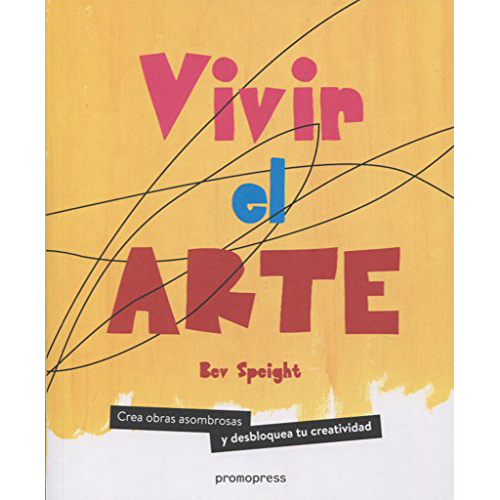 Vivir
el
ARTE
Bev Speight
Crea obras asombrosas
y desbloquea tu creatividad
promopress